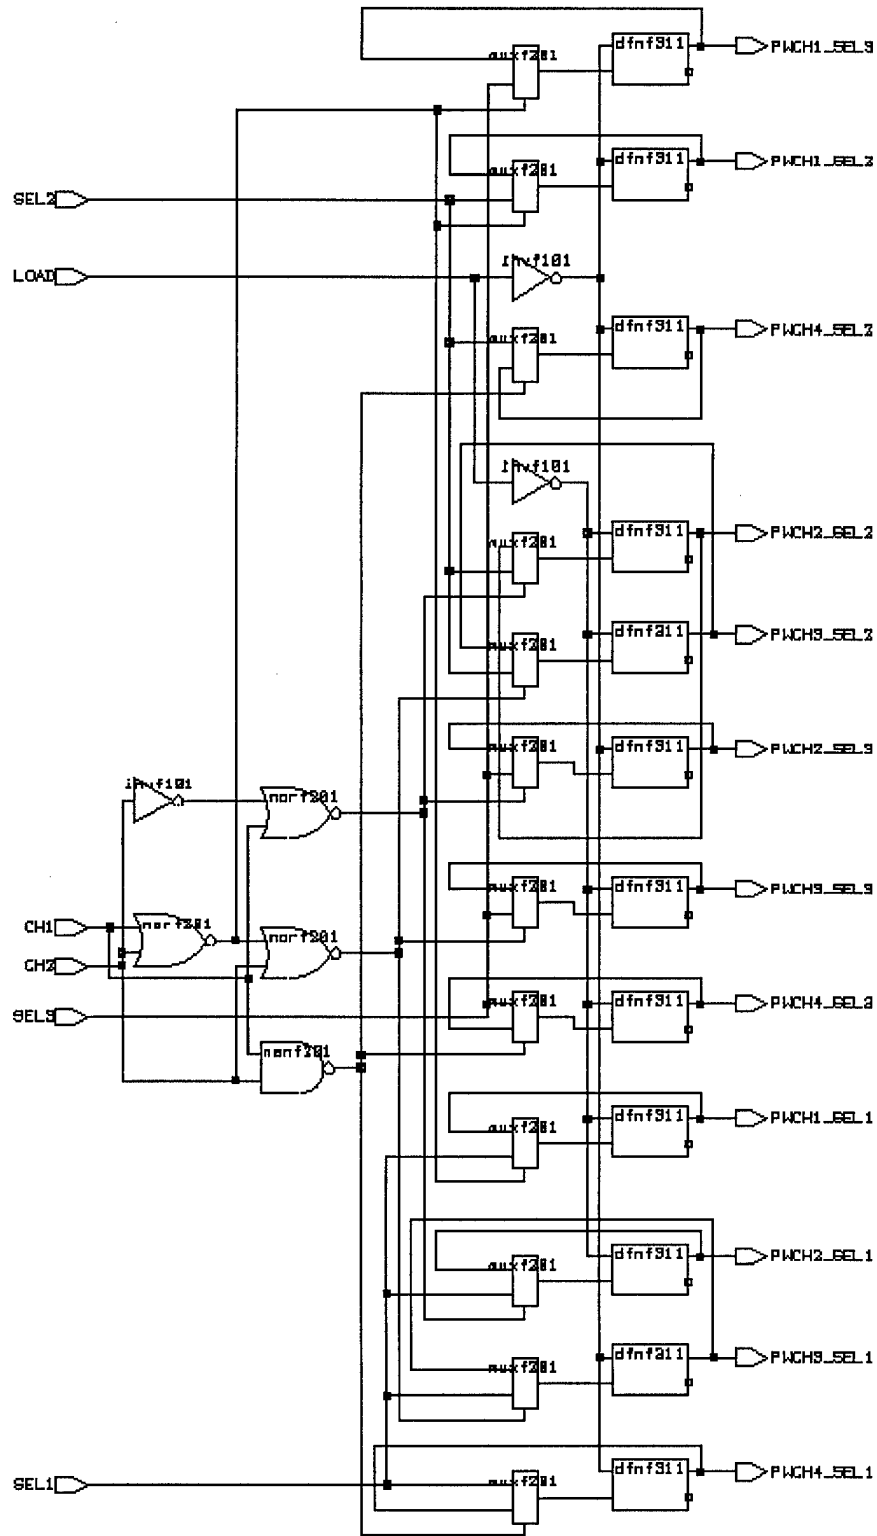 muxf201
dfnf311
PWCH1_SEL3
muxf201
dfnf311
PWCH1_SEL2
SEL2
invf101
LOAD
muxf201
dfnf311
PWCH4_SEL2
invf101
muxf201
dfnf311
PWCH2_SEL2
muxf201
dfnf311
PWCH3_SEL2
muxf201
dfnf311
PWCH2_SEL3
invf101
norf201
muxf201
dfnf311
PWCH3_SEL3
CH1
norf201
norf201
CH2
muxf201
dfnf311
PWCH4_SEL3
SEL3
nanf201
muxf201
dfnf311
PWCH1_SEL1
muxf201
dfnf311
PWCH2_SEL1
muxf201
dfnf311
PWCH3_SEL1
SEL1
muxf201
dfnf311
PWCH4_SEL1